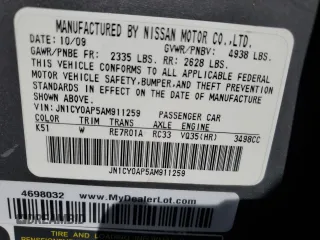 MANUFACTURED BY NISSAN MOTOR CO.,LTD.
DATE: 10/09 GVWR/PNBV: 4938 LBS.
GAWR/PNBE FR: 2335 LBS. RR: 2628 LBS.
THIS VEHICLE CONFORMS TO ALL APPLICABLE FEDERAL
MOTOR VEHICLE SAFETY, BUMPER, AND THEFT PREVENTION
STANDARDS IN EFFECT ON THE DATE OF MANUFACTURE
SHOWN ABOVE.
VIN: JN1CY0AP5AM911259 PASSENGER CAR
COLOR TRIM TRANS AXLE ENGINE
K51 W RE7R01A RC33 VQ35(HR) 3498CC
JN1CY0AP5AM911259
4698032 www.MyDealerLot.com